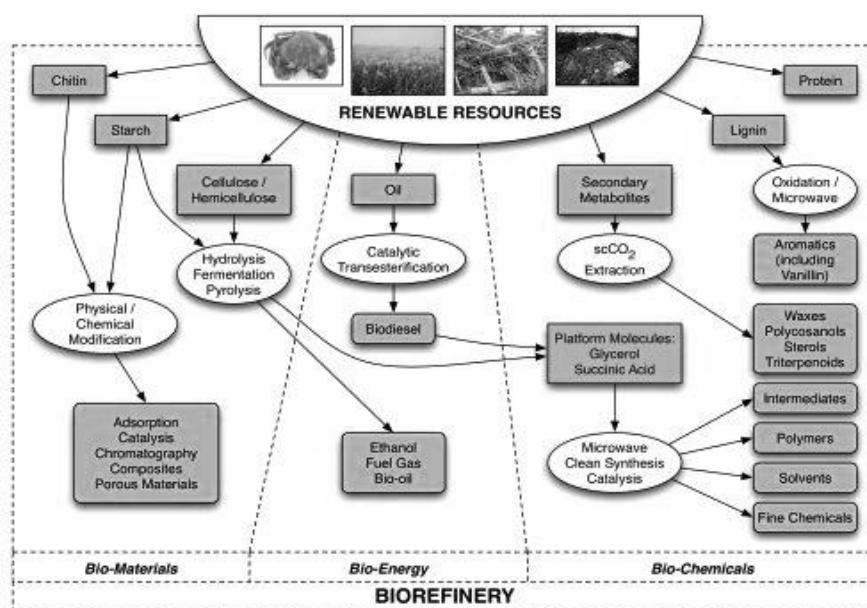 RENEWABLE RESOURCES
Chitin
Protein
Starch
Lignin
Cellulose /
Hemicellulose
Oil
Secondary
Metabolites
Oxidation /
Microwave
Hydrolysis
Fermentation
Pyrolysis
Catalytic
Transesterification
scCO2
Extraction
Aromatics
(including
Vanillin)
Physical /
Chemical
Modification
Biodiesel
Platform Molecules:
Glycerol
Succinic Acid
Waxes
Polycosanols
Sterols
Triterpenoids
Adsorption
Catalysis
Chromatography
Composites
Porous Materials
Ethanol
Fuel Gas
Bio-oil
Microwave
Clean Synthesis
Catalysis
Intermediates
Polymers
Solvents
Fine Chemicals
Bio-Materials
Bio-Energy
Bio-Chemicals
BIOREFINERY